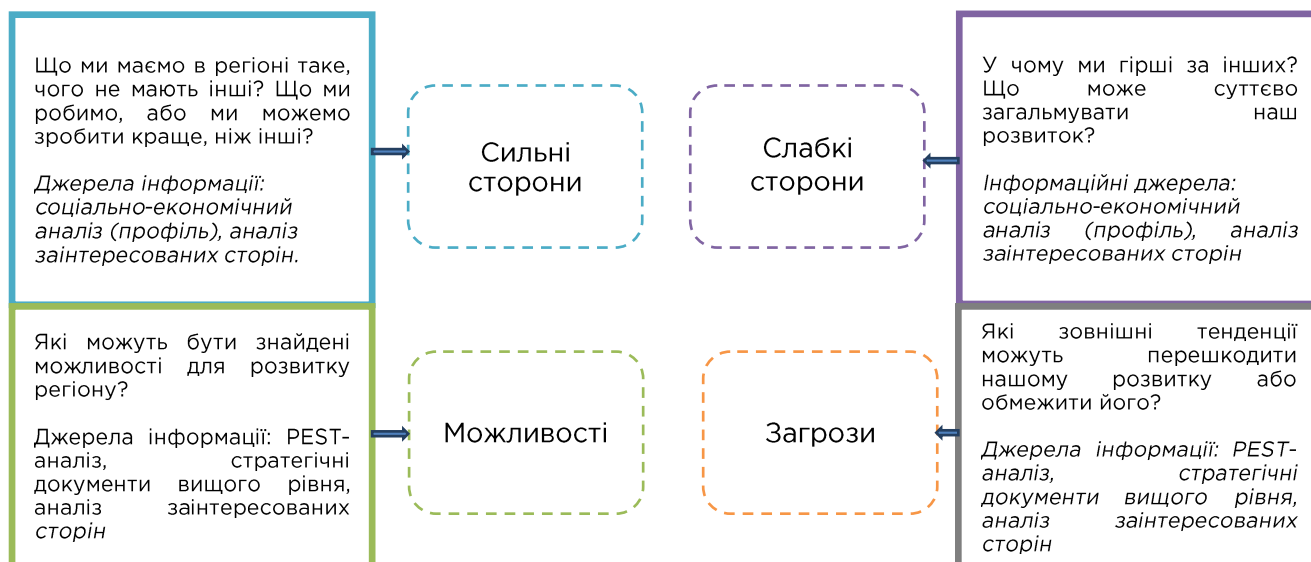 Що ми маємо в регіоні таке,
чого не мають інші? Що ми
робимо, або ми можемо
зробити краще, ніж інші?
Джерела інформації:
соціально-економічний
аналіз (профіль), аналіз
заінтересованих сторін.
Сильні
сторони
Слабкі
сторони
У чому ми гірші за інших?
Що може суттєво
загальмувати наш
розвиток?
Інформаційні джерела:
соціально-економічний
аналіз (профіль), аналіз
заінтересованих сторін
Які можуть бути знайдені
можливості для розвитку
регіону?
Джерела інформації: PEST-
аналіз, стратегічні
документи вищого рівня,
аналіз заінтересованих
сторін
Можливості
Загрози
Які зовнішні тенденції
можуть перешкодити
нашому розвитку або
обмежити його?
Джерела інформації: PEST-
аналіз, стратегічні
документи вищого рівня,
аналіз заінтересованих
сторін